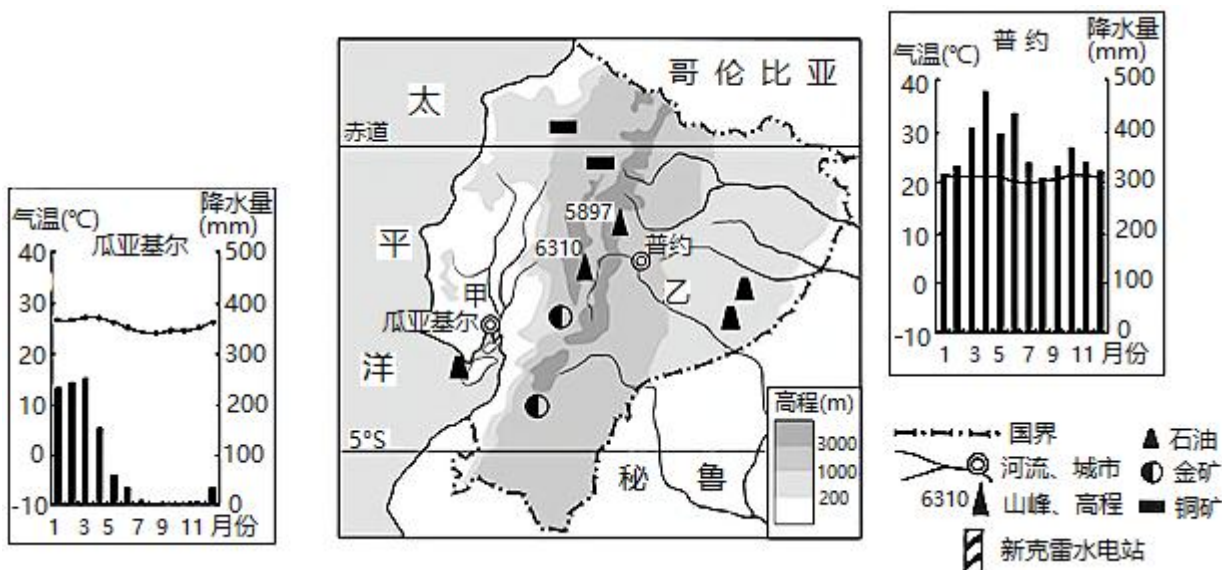 气温(℃)
降水量
(mm)
瓜亚基尔
40
30
20
10
0
-10
500
400
300
200
100
0
1
3
5
7
9
11
月份
太
平
洋
哥伦比亚
赤道
5897
6310
普约
甲
乙
瓜亚基尔
5°S
秘鲁
高程(m)
3000
1000
200
气温(℃)
普约
降水量
(mm)
40
30
20
10
0
-10
500
400
300
200
100
0
1
3
5
7
9
11
月份
国界
石油
河流、城市
金矿
6310
山峰、高程
铜矿
新克雷水电站